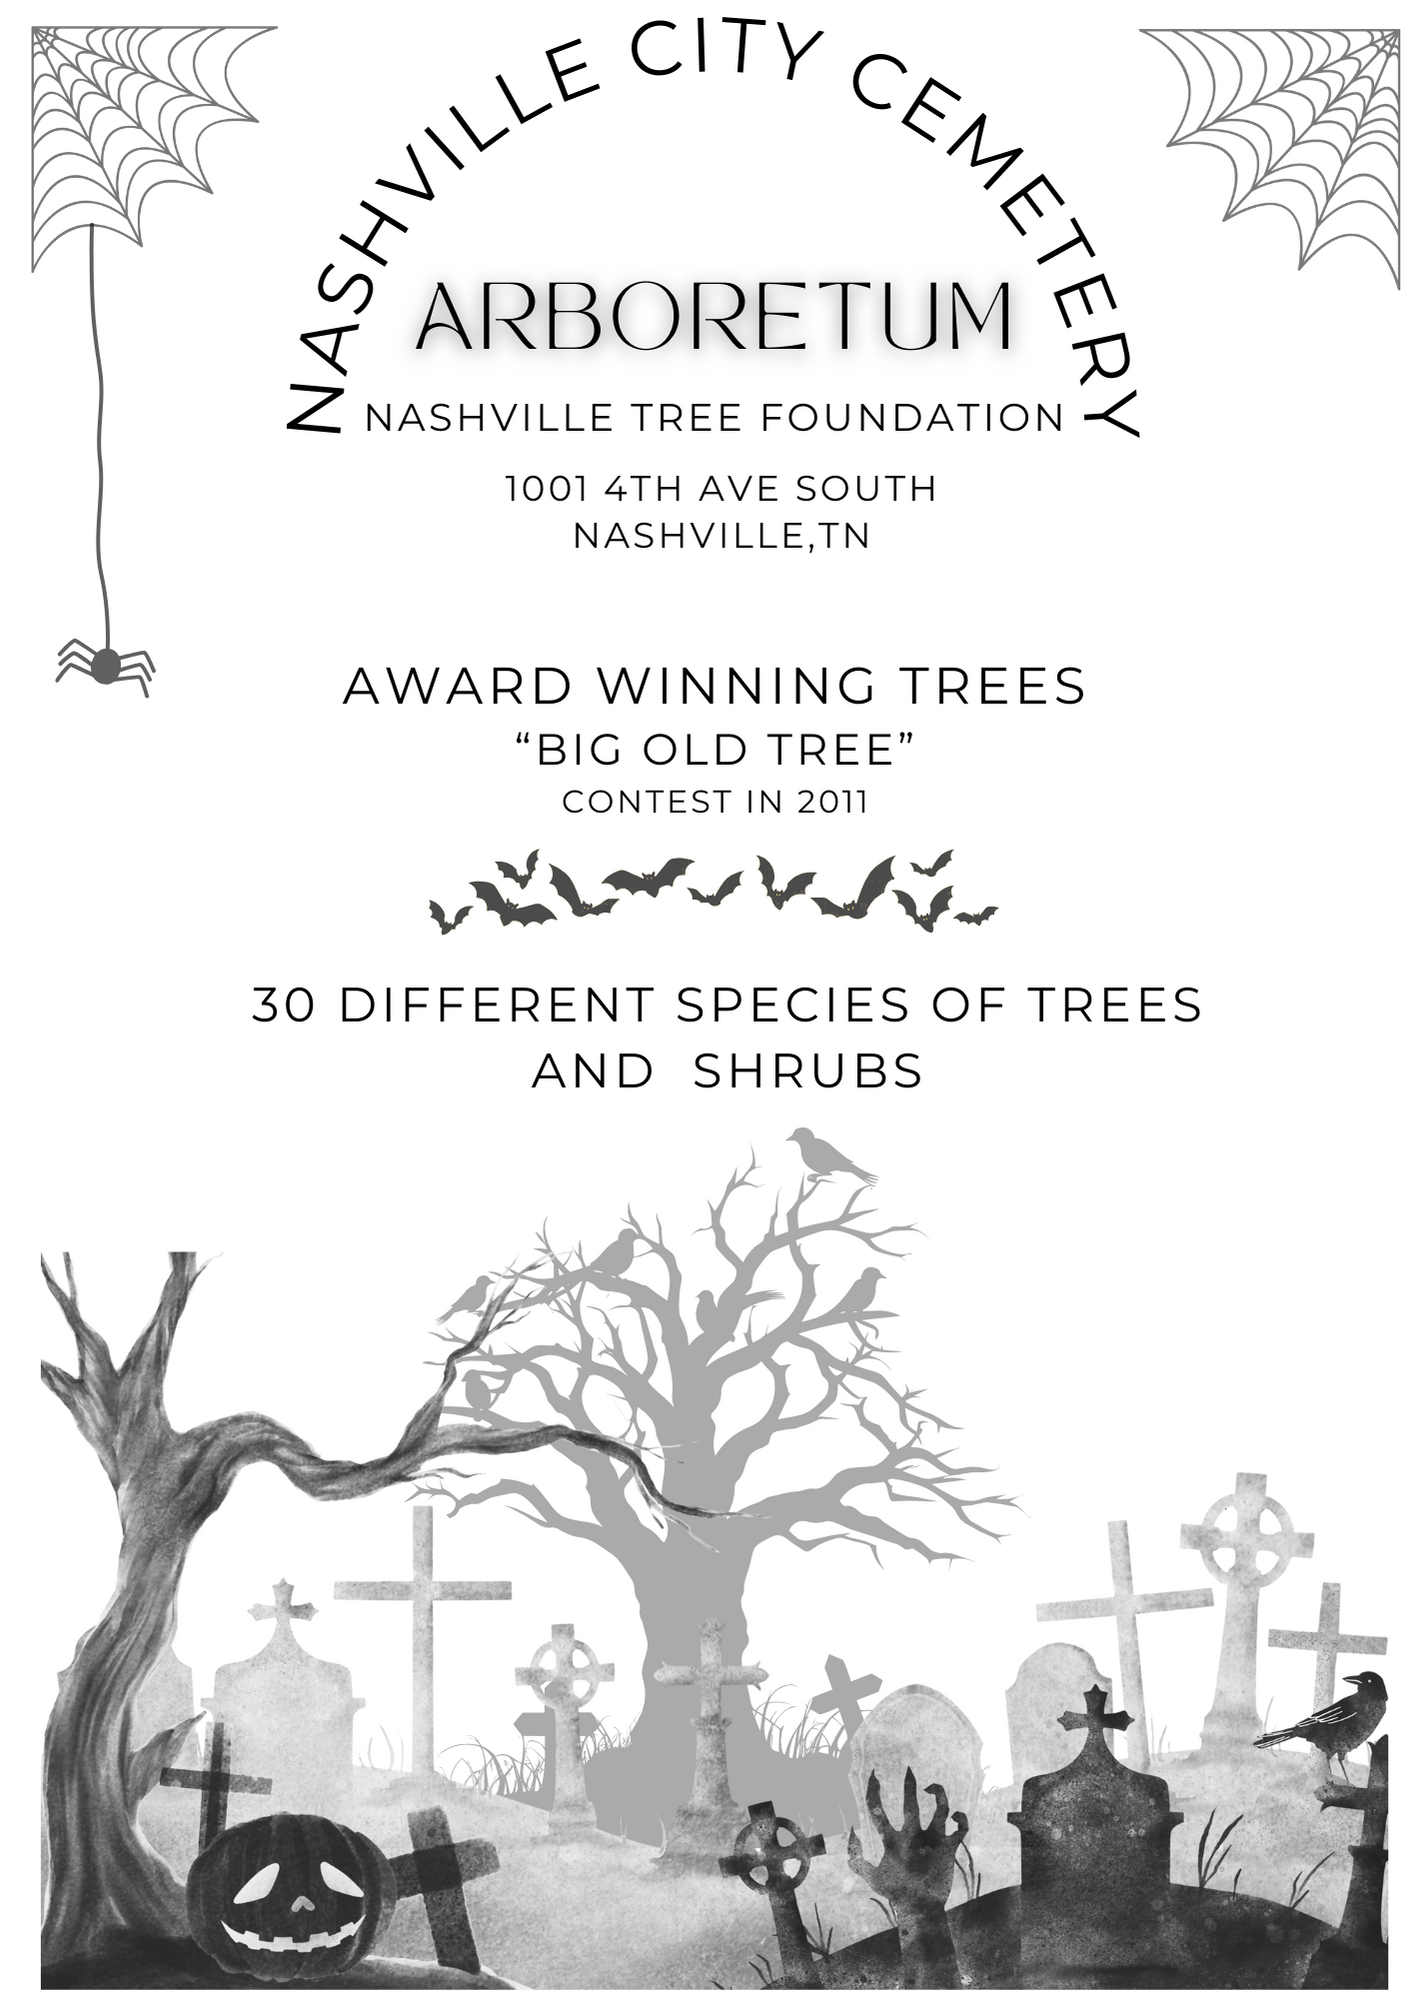 NASHVILLE CITY CEMETERY
ARBORETUM
NASHVILLE TREE FOUNDATION
1001 4TH AVE SOUTH
NASHVILLE,TN
AWARD WINNING TREES
“BIG OLD TREE”
CONTEST IN 2011
30 DIFFERENT SPECIES OF TREES
AND SHRUBS